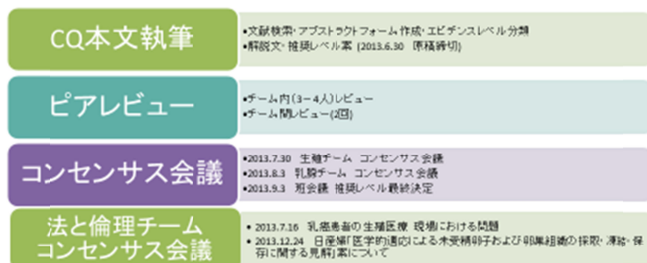 CQ本文執筆
•文献検索・アブストラクトフォーム作成・エビデンスレベル分類
•解説文・推奨レベル案 (2013.6.30　原稿締切)
ピアレビュー
•チーム内(3－4人)レビュー
•チーム間レビュー(2回)
コンセンサス会議
•2013.7.30　生殖チーム　コンセンサス会議
•2013.8.3　乳腺チーム　コンセンサス会議
•2013.9.3　班会議　推奨レベル最終決定
法と倫理チーム
コンセンサス会議
• 2013.7.16　乳癌患者の生殖医療　現場における問題
• 2013.12.24　日産婦「医学的適応による未受精卵子および卵巣組織の採取・凍結・保
存に関する見解」案について